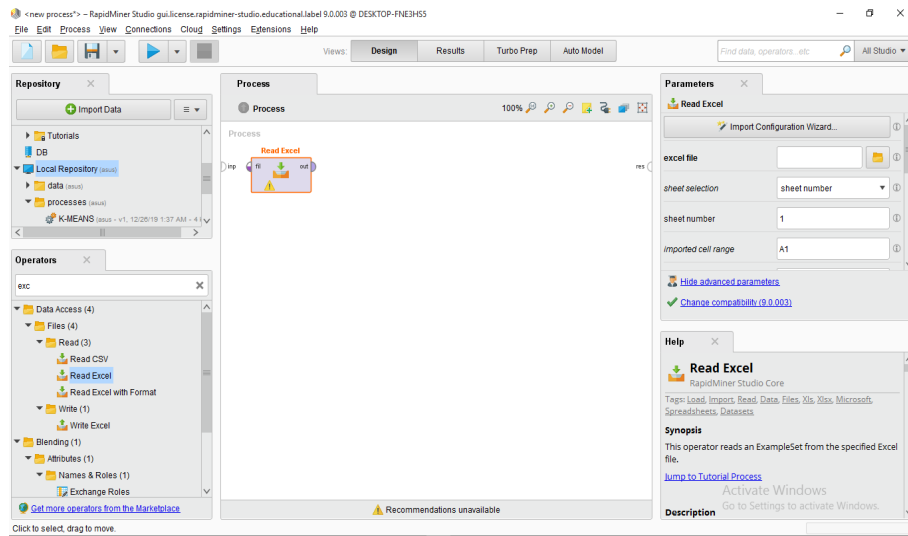 <new process*> – RapidMiner Studio gui.license.rapidminer-studio.educational.label 9.0.003 @ DESKTOP-FNE3HS5
File Edit Process View Connections Cloud Settings Extensions Help
Views: Design Results Turbo Prep Auto Model
Find data, operators...etc
All Studio
Repository
Import Data
Tutorials
DB
Local Repository (asus)
data (asus)
processes (asus)
K-MEANS (asus - v1, 12/26/19 1:37 AM - 4
Operators
exc
Data Access (4)
Files (4)
Read (3)
Read CSV
Read Excel
Read Excel with Format
Write (1)
Write Excel
Blending (1)
Attributes (1)
Names & Roles (1)
Exchange Roles
Get more operators from the Marketplace
Click to select, drag to move.
Process
Process
100%
Process
Read Excel
inp
fil
out
res
Recommendations unavailable
Parameters
Read Excel
Import Configuration Wizard...
excel file
sheet selection
sheet number
sheet number
1
imported cell range
A1
Hide advanced parameters
Change compatibility (9.0.003)
Help
Read Excel
RapidMiner Studio Core
Tags: Load, Import, Read, Data, Files, Xls, Xlsx, Microsoft,
Spreadsheets, Datasets
Synopsis
This operator reads an ExampleSet from the specified Excel
file.
Jump to Tutorial Process
Activate Windows
Go to Settings to activate Windows.
Description